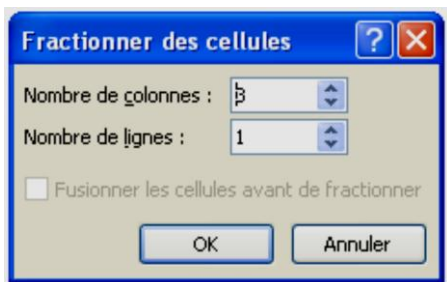 Fractionner des cellules
Nombre de colonnes : 3
Nombre de lignes : 1
Fusionner les cellules avant de fractionner
OK Annuler